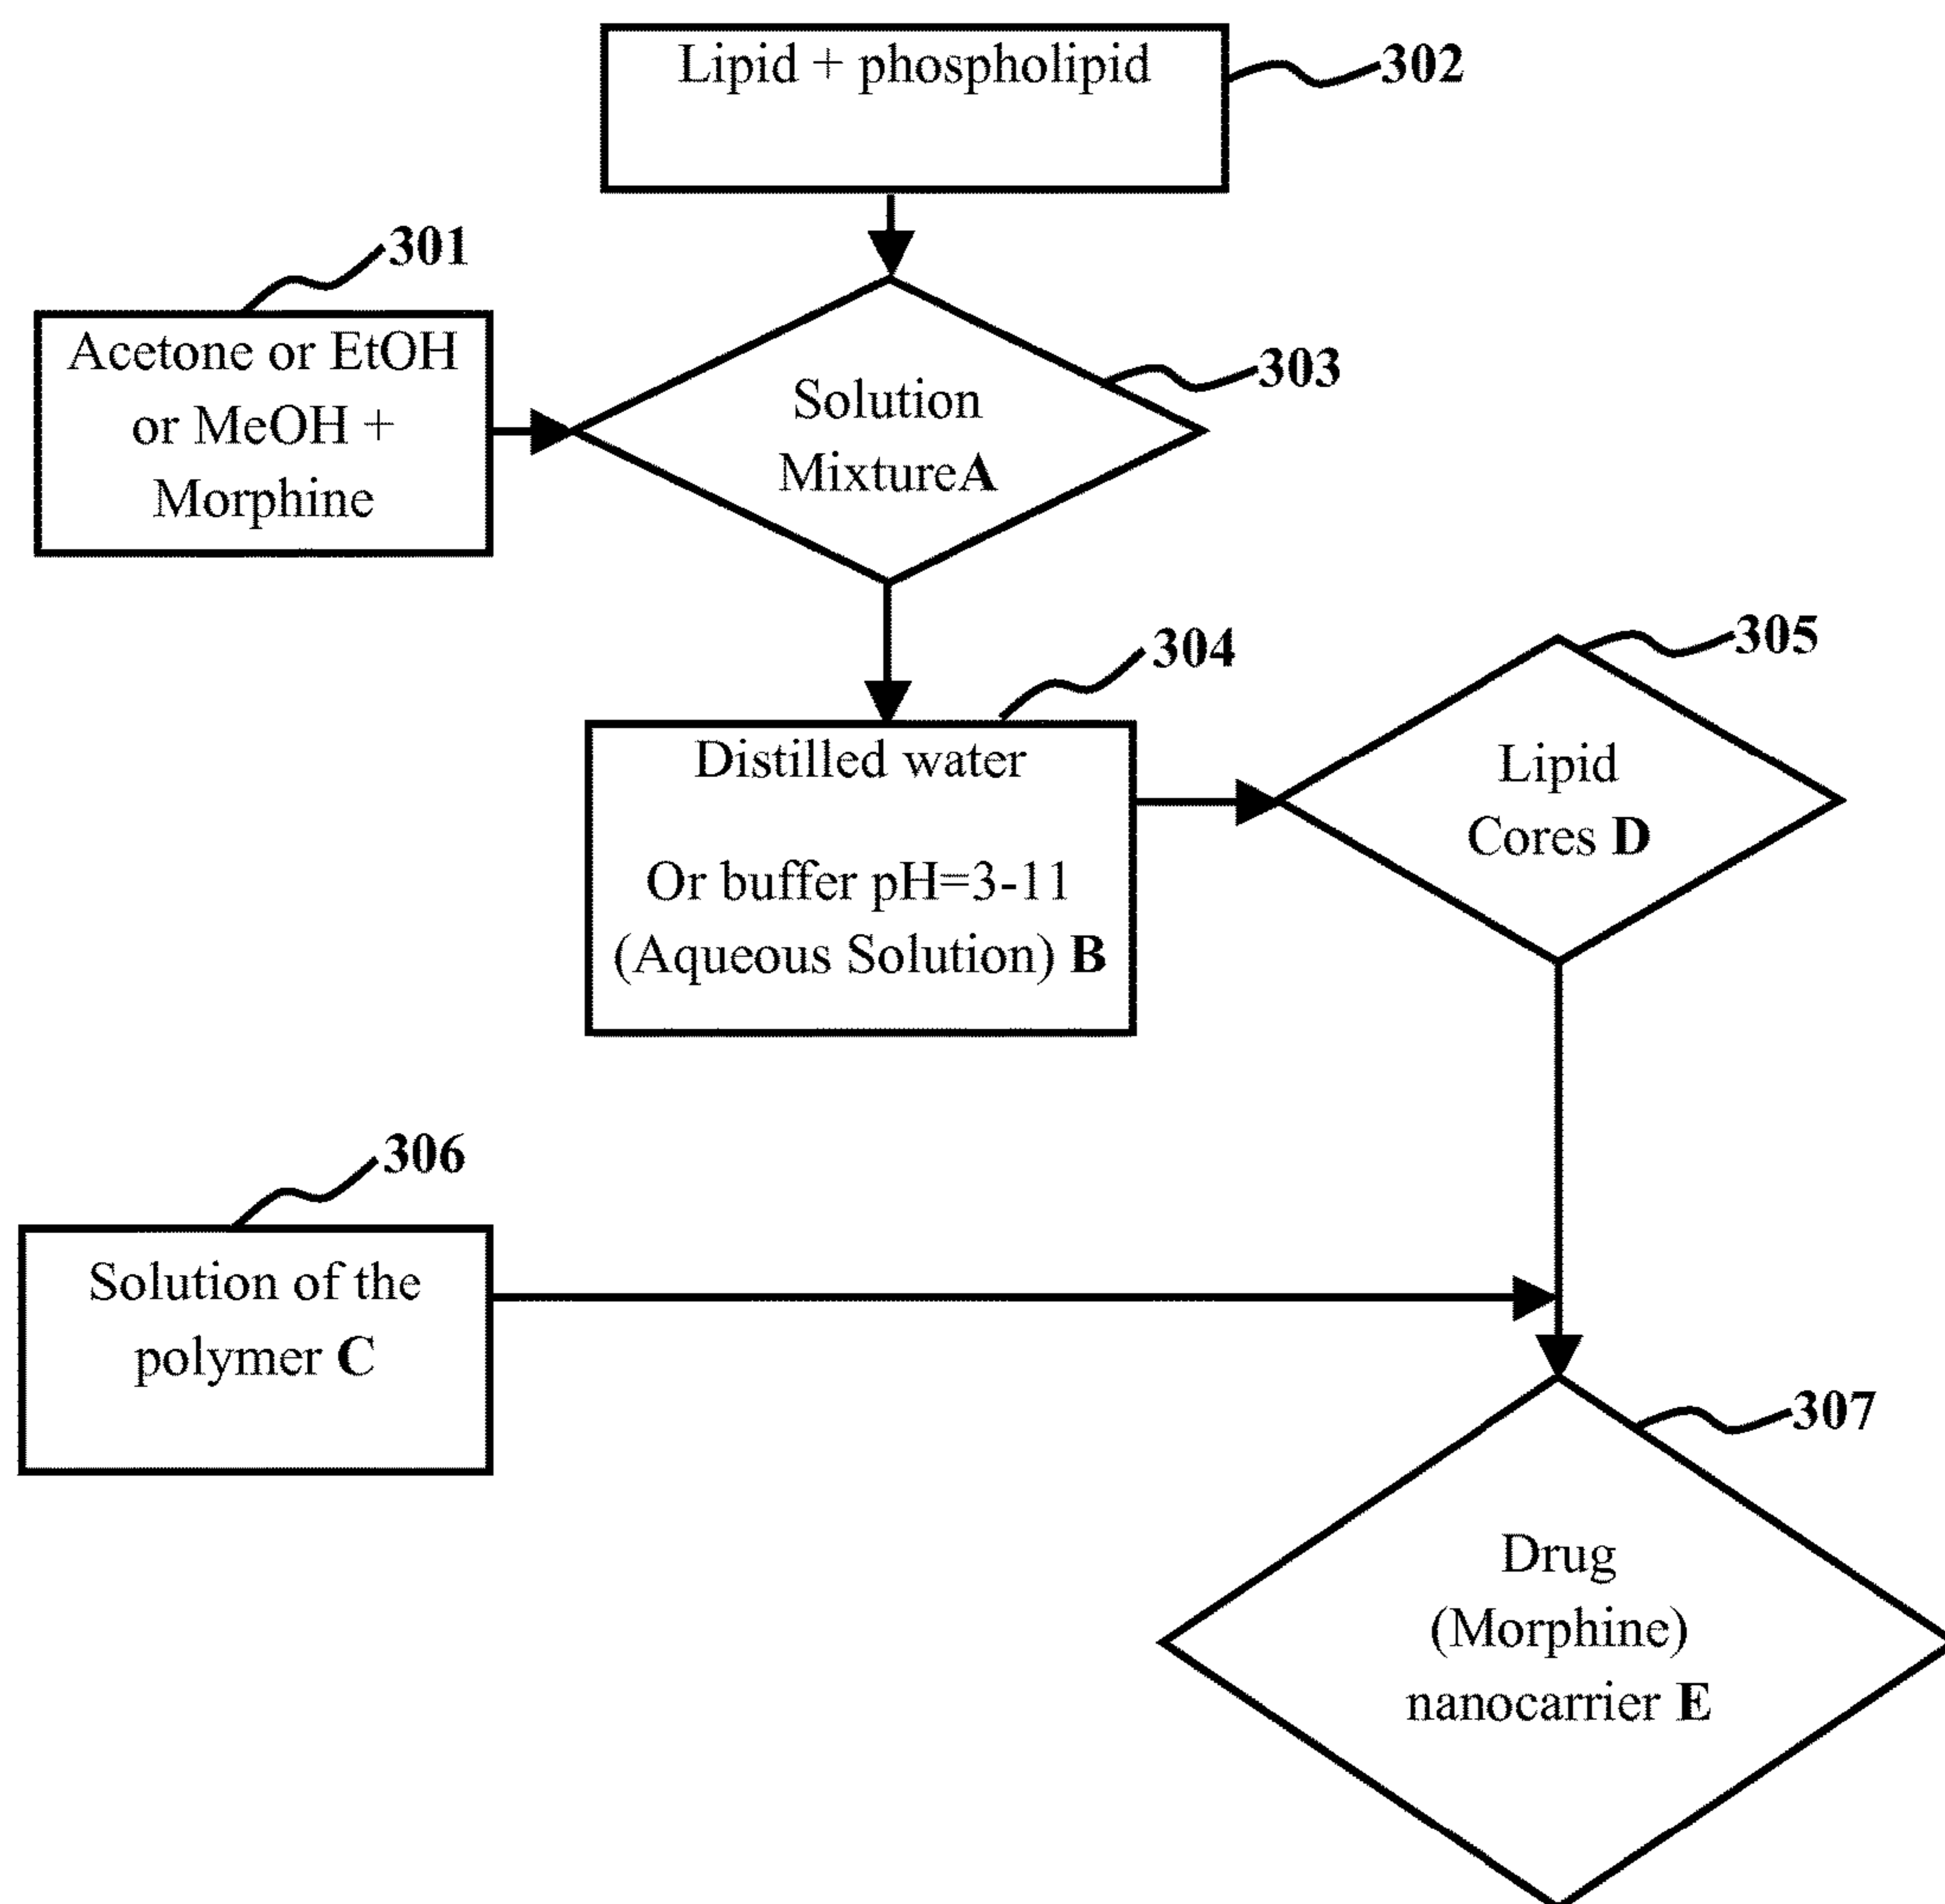 Lipid + phospholipid
302
301
Acetone or EtOH
or MeOH +
Morphine
303
Solution
MixtureA
304
Distilled water
Or buffer pH=3-11
(Aqueous Solution) B
305
Lipid
Cores D
306
Solution of the
polymer C
307
Drug
(Morphine)
nanocarrier E